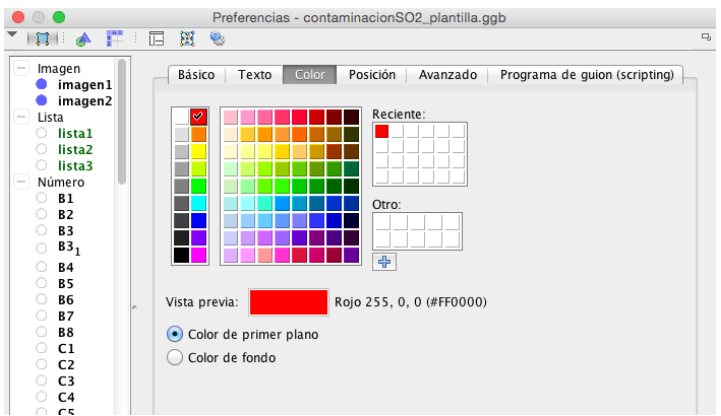 Preferencias - contaminacionSO2_plantilla.ggb
Imagen
imagen1
imagen2
Lista
lista1
lista2
lista3
Número
B1
B2
B3
B3₁
B4
B5
B6
B7
B8
C1
C2
C3
C4
C5
Básico Texto Color Posición Avanzado Programa de guion (scripting)
Reciente:
Otro:
Vista previa: Rojo 255, 0, 0 (#FF0000)
Color de primer plano
Color de fondo